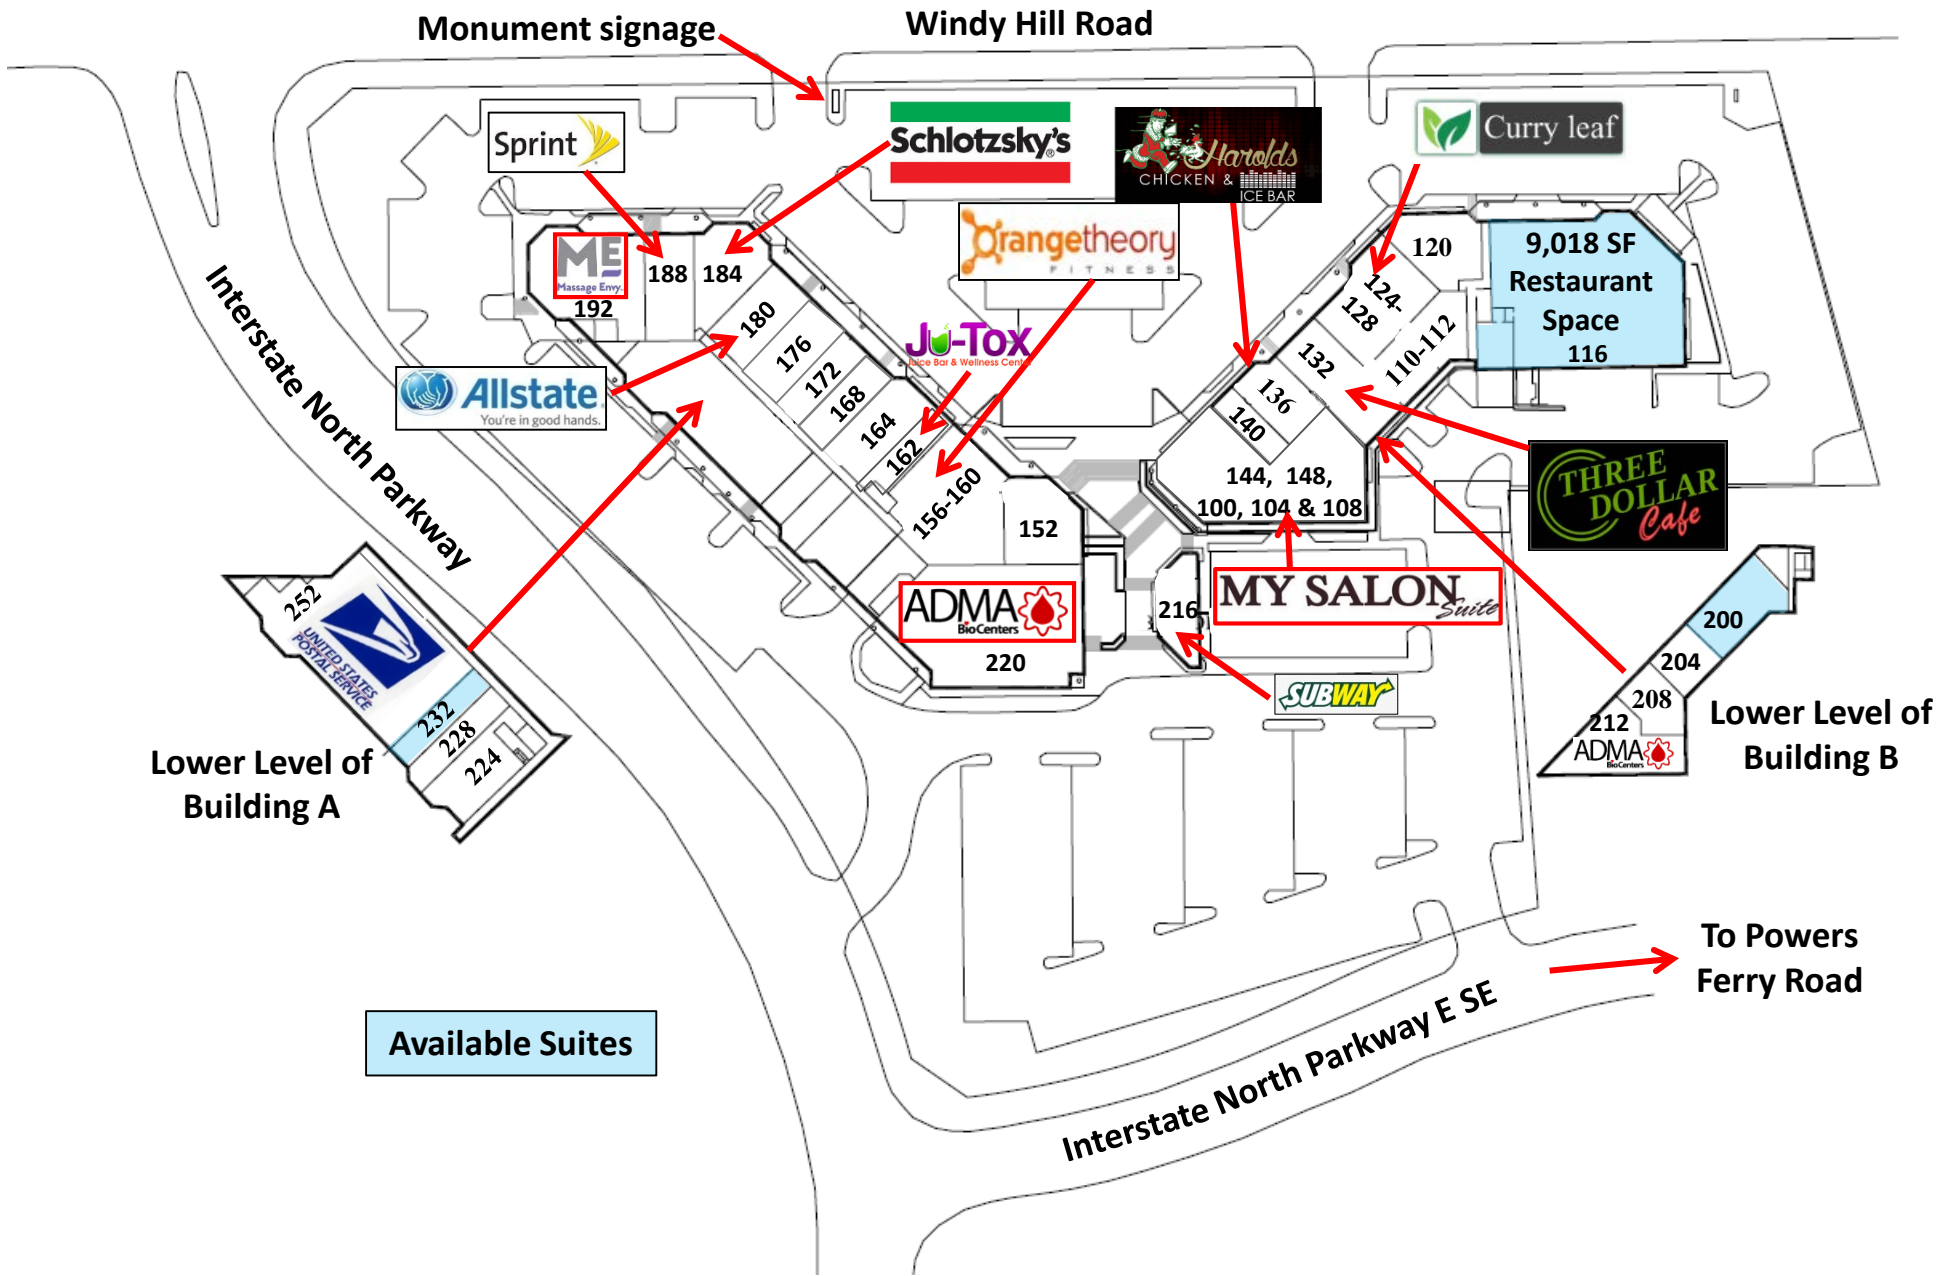 Monument signage
Windy Hill Road
Sprint
Schlotzsky's
Harolds
CHICKEN &
ICE BAR
Curry leaf
Orangetheory
FITNESS
ME
Massage Envy.
192
188
184
180
176
172
168
164
162
156-160
152
120
124-
128
110-112
132
136
140
144, 148,
100, 104 & 108
9,018 SF
Restaurant
Space
116
Ju-Tox
Juice Bar & Wellness Center
Allstate
You're in good hands.
Interstate North Parkway
THREE
DOLLAR
Cafe
ADMA
BioCenters
220
216
MY SALON
Suite
SUBWAY
252
UNITED STATES
POSTAL SERVICE
232
228
224
Lower Level of
Building A
200
204
208
212
ADMA
BioCenters
Lower Level of
Building B
To Powers
Ferry Road
Available Suites
Interstate North Parkway E SE